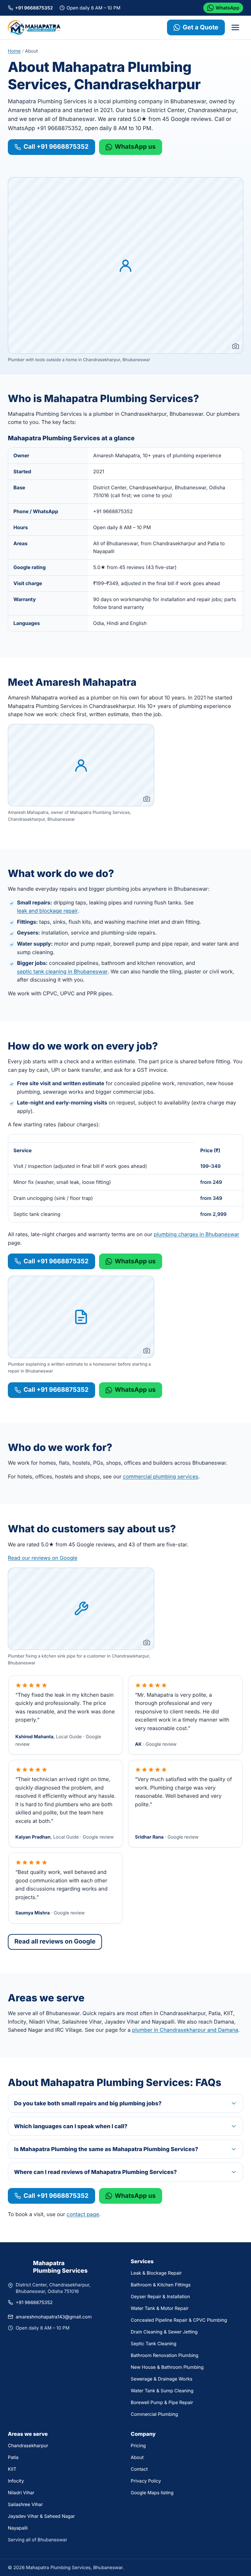 +91 9668875352
Open daily 8 AM – 10 PM
WhatsApp
MAHAPATRA
Get a Quote
Home / About
About Mahapatra Plumbing
Services, Chandrasekharpur
Mahapatra Plumbing Services is a local plumbing company in Bhubaneswar, owned by
Amaresh Mahapatra and started in 2021. Our base is District Center, Chandrasekharpur,
and we serve all of Bhubaneswar. We are rated 5.0★ from 45 Google reviews. Call or
WhatsApp +91 9668875352, open daily 8 AM to 10 PM.
Call +91 9668875352
WhatsApp us
Plumber with tools outside a home in Chandrasekharpur, Bhubaneswar
Who is Mahapatra Plumbing Services?
Mahapatra Plumbing Services is a plumber in Chandrasekharpur, Bhubaneswar. Our plumbers
come to you. The key facts:
Mahapatra Plumbing Services at a glance
Owner
Amaresh Mahapatra, 10+ years of plumbing experience
Started
2021
Base
District Center, Chandrasekharpur, Bhubaneswar, Odisha
751016 (call first; we come to you)
Phone / WhatsApp
+91 9668875352
Hours
Open daily 8 AM – 10 PM
Areas
All of Bhubaneswar, from Chandrasekharpur and Patia to
Nayapalli
Google rating
5.0★ from 45 reviews (43 five-star)
Visit charge
₹199–₹349, adjusted in the final bill if work goes ahead
Warranty
90 days on workmanship for installation and repair jobs; parts
follow brand warranty
Languages
Odia, Hindi and English
Meet Amaresh Mahapatra
Amaresh Mahapatra worked as a plumber on his own for about 10 years. In 2021 he started
Mahapatra Plumbing Services in Chandrasekharpur. His 10+ years of plumbing experience
shape how we work: check first, written estimate, then the job.
Amaresh Mahapatra, owner of Mahapatra Plumbing Services,
Chandrasekharpur, Bhubaneswar
What work do we do?
We handle everyday repairs and bigger plumbing jobs anywhere in Bhubaneswar:
Small repairs: dripping taps, leaking pipes and running flush tanks. See
leak and blockage repair.
Fittings: taps, sinks, flush kits, and washing machine inlet and drain fitting.
Geysers: installation, service and plumbing-side repairs.
Water supply: motor and pump repair, borewell pump and pipe repair, and water tank and
sump cleaning.
Bigger jobs: concealed pipelines, bathroom and kitchen renovation, and
septic tank cleaning in Bhubaneswar. We can also handle the tile, plaster or civil work,
after discussing it with you.
We work with CPVC, UPVC and PPR pipes.
How do we work on every job?
Every job starts with a check and a written estimate. The part price is shared before fitting. You
can pay by cash, UPI or bank transfer, and ask for a GST invoice.
Free site visit and written estimate for concealed pipeline work, renovation, new house
plumbing, sewerage works and bigger commercial jobs.
Late-night and early-morning visits on request, subject to availability (extra charge may
apply).
A few starting rates (labour charges):
Service
Price (₹)
Visit / inspection (adjusted in final bill if work goes ahead)
199–349
Minor fix (washer, small leak, loose fitting)
from 249
Drain unclogging (sink / floor trap)
from 349
Septic tank cleaning
from 2,999
All rates, late-night charges and warranty terms are on our plumbing charges in Bhubaneswar
page.
Call +91 9668875352
WhatsApp us
Plumber explaining a written estimate to a homeowner before starting a
repair in Bhubaneswar
Call +91 9668875352
WhatsApp us
Who do we work for?
We work for homes, flats, hostels, PGs, shops, offices and builders across Bhubaneswar.
For hotels, offices, hostels and shops, see our commercial plumbing services.
What do customers say about us?
We are rated 5.0★ from 45 Google reviews, and 43 of them are five-star.
Read our reviews on Google
Plumber fixing a kitchen sink pipe for a customer in Chandrasekharpur,
Bhubaneswar
★★★★★
"They fixed the leak in my kitchen basin
quickly and professionally. The price
was reasonable, and the work was done
properly."
Kshirod Mahanta, Local Guide · Google
review
★★★★★
"Mr. Mahapatra is very polite, a
thorough professional and very
responsive to client needs. He did
excellent work in a timely manner with
very reasonable cost."
AK · Google review
★★★★★
"Their technician arrived right on time,
quickly diagnosed the problem, and
resolved it efficiently without any hassle.
It is hard to find plumbers who are both
skilled and polite, but the team here
excels at both."
Kalyan Pradhan, Local Guide · Google review
★★★★★
"Very much satisfied with the quality of
work. Plumbing charge was very
reasonable. Well behaved and very
polite."
Sridhar Rana · Google review
★★★★★
"Best quality work, well behaved and
good communication with each other
and discussions regarding works and
projects."
Saumya Mishra · Google review
Read all reviews on Google
Areas we serve
We serve all of Bhubaneswar. Quick repairs are most often in Chandrasekharpur, Patia, KIIT,
Infocity, Niladri Vihar, Sailashree Vihar, Jayadev Vihar and Nayapalli. We also reach Damana,
Saheed Nagar and IRC Village. See our page for a plumber in Chandrasekharpur and Damana.
About Mahapatra Plumbing Services: FAQs
Do you take both small repairs and big plumbing jobs?
Which languages can I speak when I call?
Is Mahapatra Plumbing the same as Mahapatra Plumbing Services?
Where can I read reviews of Mahapatra Plumbing Services?
Call +91 9668875352
WhatsApp us
To book a visit, use our contact page.
Mahapatra
Plumbing Services
District Center, Chandrasekharpur,
Bhubaneswar, Odisha 751016
+91 9668875352
amareshmohapatra143@gmail.com
Open daily 8 AM – 10 PM
Services
Leak & Blockage Repair
Bathroom & Kitchen Fittings
Geyser Repair & Installation
Water Tank & Motor Repair
Concealed Pipeline Repair & CPVC Plumbing
Drain Cleaning & Sewer Jetting
Septic Tank Cleaning
Bathroom Renovation Plumbing
New House & Bathroom Plumbing
Sewerage & Drainage Works
Water Tank & Sump Cleaning
Borewell Pump & Pipe Repair
Commercial Plumbing
Areas we serve
Chandrasekharpur
Patia
KIIT
Infocity
Niladri Vihar
Sailashree Vihar
Jayadev Vihar & Saheed Nagar
Nayapalli
Serving all of Bhubaneswar
Company
Pricing
About
Contact
Privacy Policy
Google Maps listing
© 2026 Mahapatra Plumbing Services, Bhubaneswar.